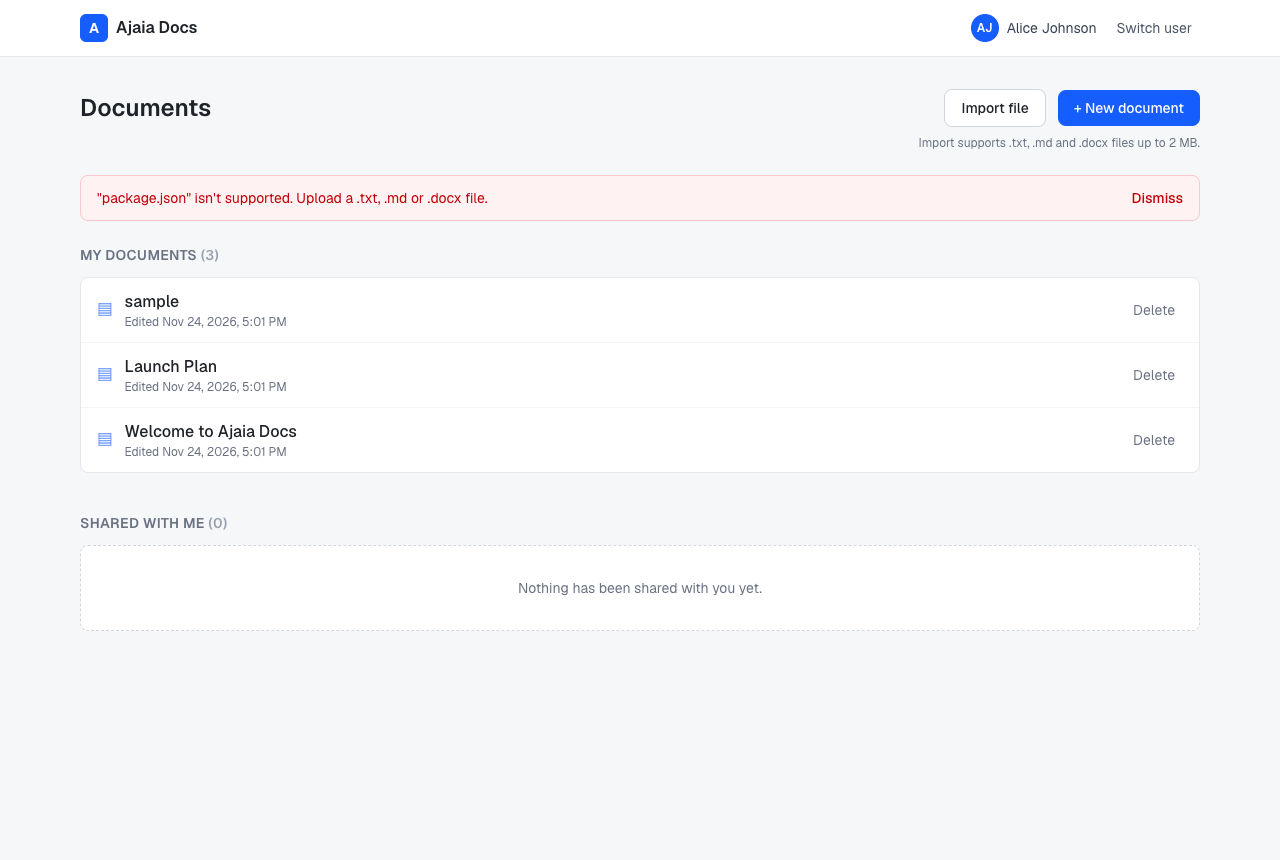 A Ajaia Docs
AJ Alice Johnson Switch user
Documents
Import file
+ New document
Import supports .txt, .md and .docx files up to 2 MB.
"package.json" isn't supported. Upload a .txt, .md or .docx file. Dismiss
MY DOCUMENTS (3)
sample
Edited Nov 24, 2026, 5:01 PM
Delete
Launch Plan
Edited Nov 24, 2026, 5:01 PM
Delete
Welcome to Ajaia Docs
Edited Nov 24, 2026, 5:01 PM
Delete
SHARED WITH ME (0)
Nothing has been shared with you yet.